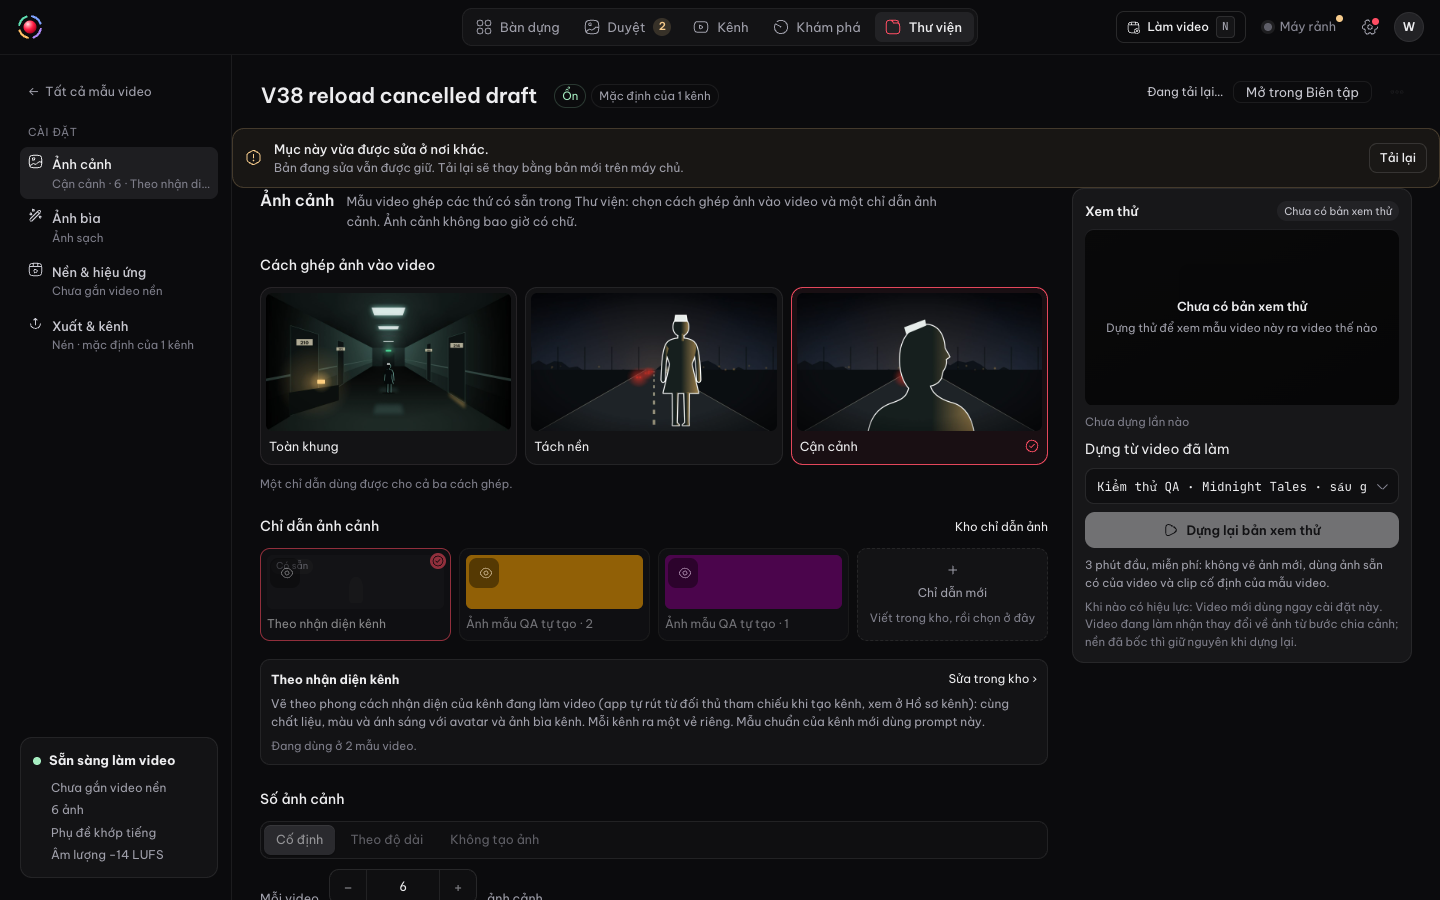 Bàn dựng
Duyệt 2
Kênh
Khám phá
Thư viện
Làm video N
Máy rảnh
W
← Tất cả mẫu video
CÀI ĐẶT
Ảnh cảnh
Cận cảnh · 6 · Theo nhận di...
Ảnh bìa
Ảnh sạch
Nền & hiệu ứng
Chưa gắn video nền
Xuất & kênh
Nén · mặc định của 1 kênh
Sẵn sàng làm video
Chưa gắn video nền
6 ảnh
Phụ đề khớp tiếng
Âm lượng -14 LUFS
V38 reload cancelled draft
Ổn
Mặc định của 1 kênh
Đang tải lại...
Mở trong Biên tập
Mục này vừa được sửa ở nơi khác.
Bản đang sửa vẫn được giữ. Tải lại sẽ thay bằng bản mới trên máy chủ.
Tải lại
Ảnh cảnh
Mẫu video ghép các thứ có sẵn trong Thư viện: chọn cách ghép ảnh vào video và một chỉ dẫn ảnh
cảnh. Ảnh cảnh không bao giờ có chữ.
Cách ghép ảnh vào video
Toàn khung
Tách nền
Cận cảnh
Một chỉ dẫn dùng được cho cả ba cách ghép.
Chỉ dẫn ảnh cảnh
Kho chỉ dẫn ảnh
Có sẵn
Theo nhận diện kênh
Ảnh mẫu QA tự tạo · 2
Ảnh mẫu QA tự tạo · 1
+
Chỉ dẫn mới
Viết trong kho, rồi chọn ở đây
Theo nhận diện kênh
Sửa trong kho ›
Vẽ theo phong cách nhận diện của kênh đang làm video (app tự rút từ đối thủ tham chiếu khi tạo kênh, xem ở Hồ sơ kênh): cùng
chất liệu, màu và ánh sáng với avatar và ảnh bìa kênh. Mỗi kênh ra một vẻ riêng. Mẫu chuẩn của kênh mới dùng prompt này.
Đang dùng ở 2 mẫu video.
Số ảnh cảnh
Cố định
Theo độ dài
Không tạo ảnh
Mỗi video
− 6 +
ảnh cảnh
Xem thử
Chưa có bản xem thử
Chưa có bản xem thử
Dựng thử để xem mẫu video này ra video thế nào
Chưa dựng lần nào
Dựng từ video đã làm
Kiểm thử QA · Midnight Tales · sáu g
Dựng lại bản xem thử
3 phút đầu, miễn phí: không vẽ ảnh mới, dùng ảnh sẵn
có của video và clip cố định của mẫu video.
Khi nào có hiệu lực: Video mới dùng ngay cài đặt này.
Video đang làm nhận thay đổi về ảnh từ bước chia cảnh;
nền đã bốc thì giữ nguyên khi dựng lại.